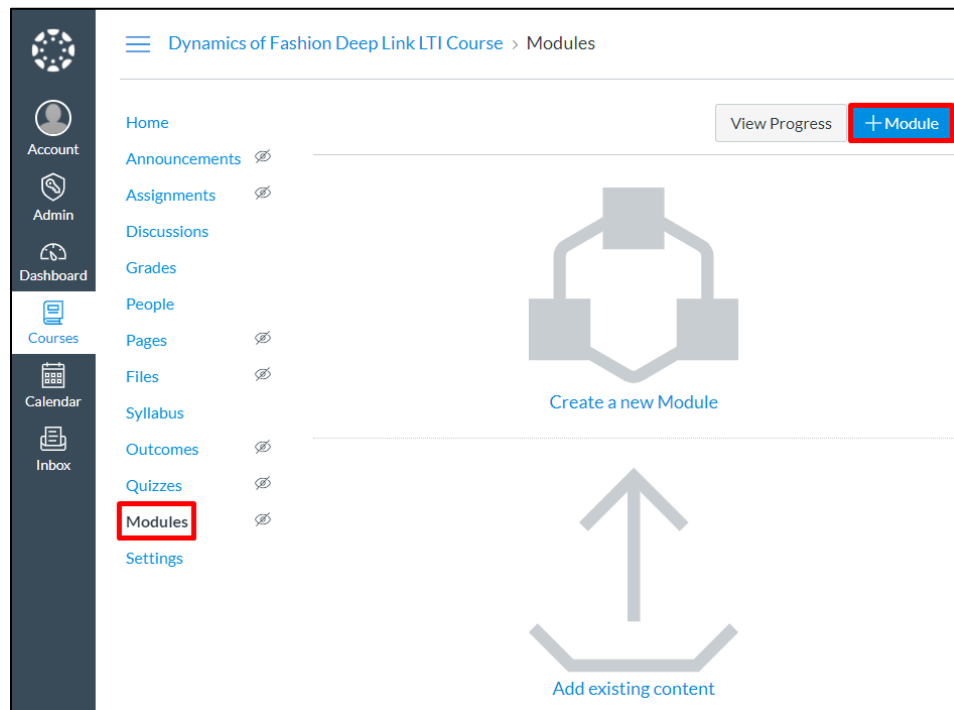 Dynamics of Fashion Deep Link LTI Course > Modules
Account
Admin
Dashboard
Courses
Calendar
Inbox
Home
Announcements
Assignments
Discussions
Grades
People
Pages
Files
Syllabus
Outcomes
Quizzes
Modules
Settings
View Progress
+ Module
Create a new Module
Add existing content